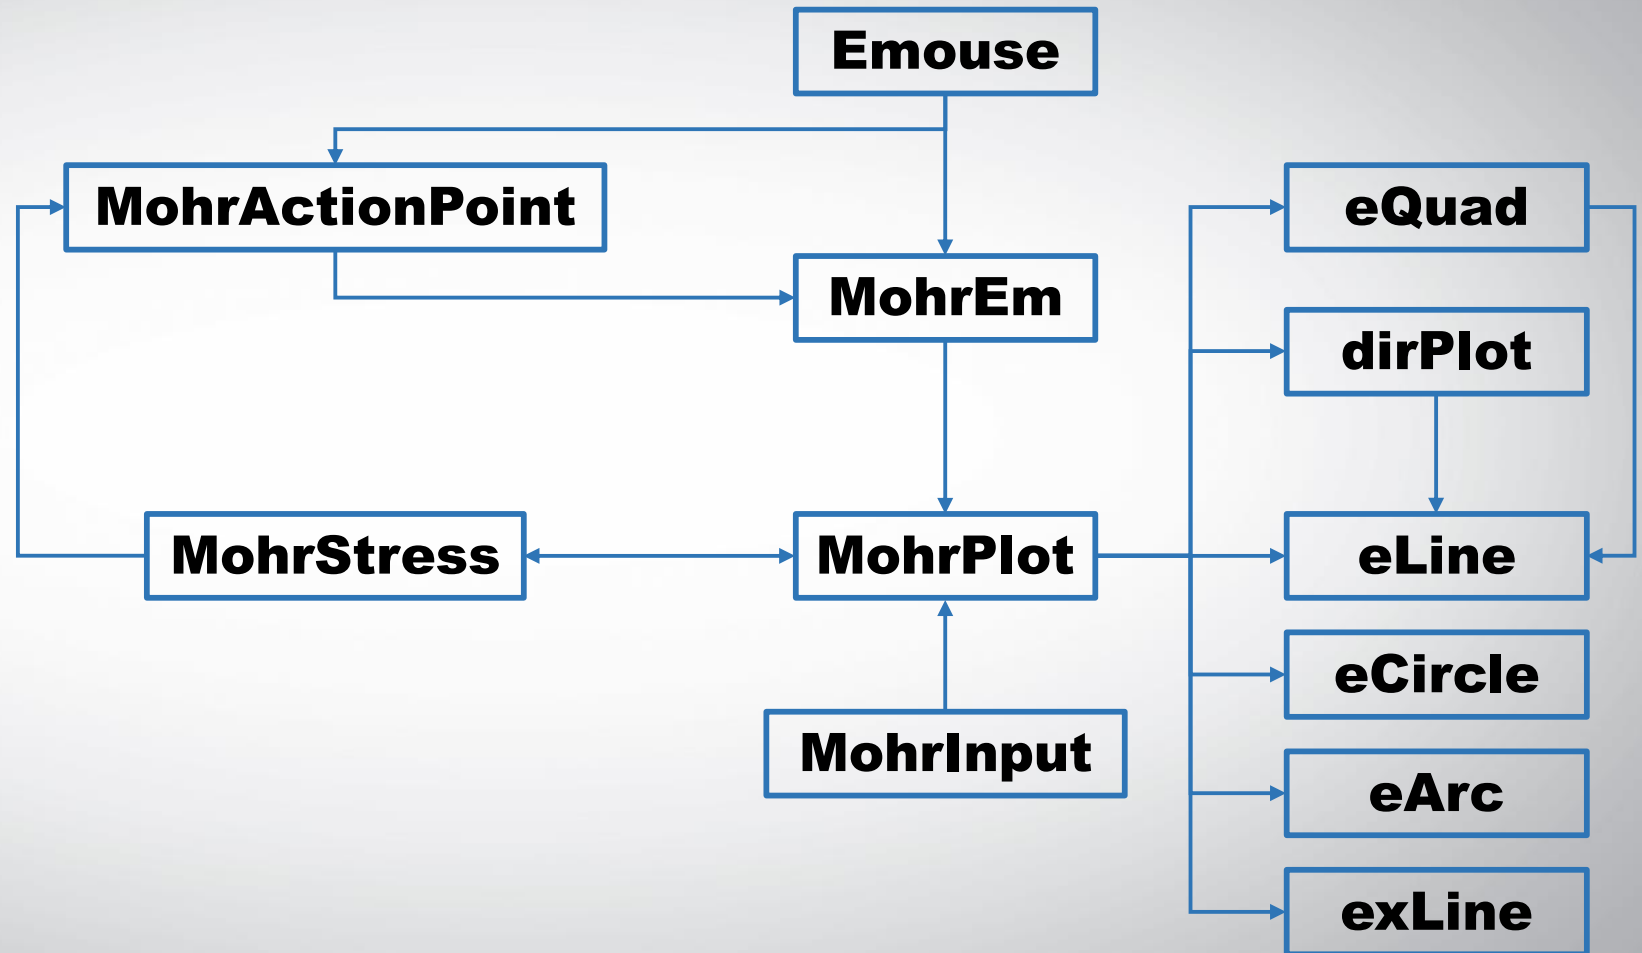 Emouse
MohrActionPoint
eQuad
MohrEm
dirPlot
MohrStress
MohrPlot
eLine
eCircle
MohrInput
eArc
exLine